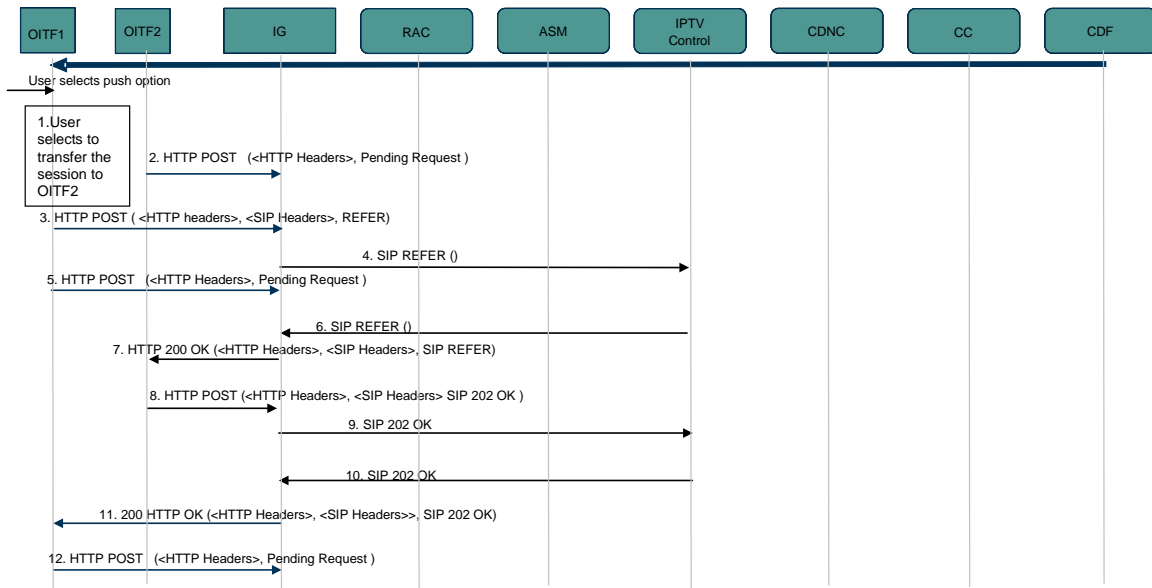 OITF1
OITF2
IG
RAC
ASM
IPTV
Control
CDNC
CC
CDF
User selects push option
1.User
selects to
transfer the
session to
OITF2
2. HTTP POST (<HTTP Headers>, Pending Request )
3. HTTP POST ( <HTTP headers>, <SIP Headers>, REFER)
4. SIP REFER ()
5. HTTP POST (<HTTP Headers>, Pending Request )
6. SIP REFER ()
7. HTTP 200 OK (<HTTP Headers>, <SIP Headers>, SIP REFER)
8. HTTP POST (<HTTP Headers>, <SIP Headers> SIP 202 OK )
9. SIP 202 OK
10. SIP 202 OK
11. 200 HTTP OK (<HTTP Headers>, <SIP Headers>>, SIP 202 OK)
12. HTTP POST (<HTTP Headers>, Pending Request )